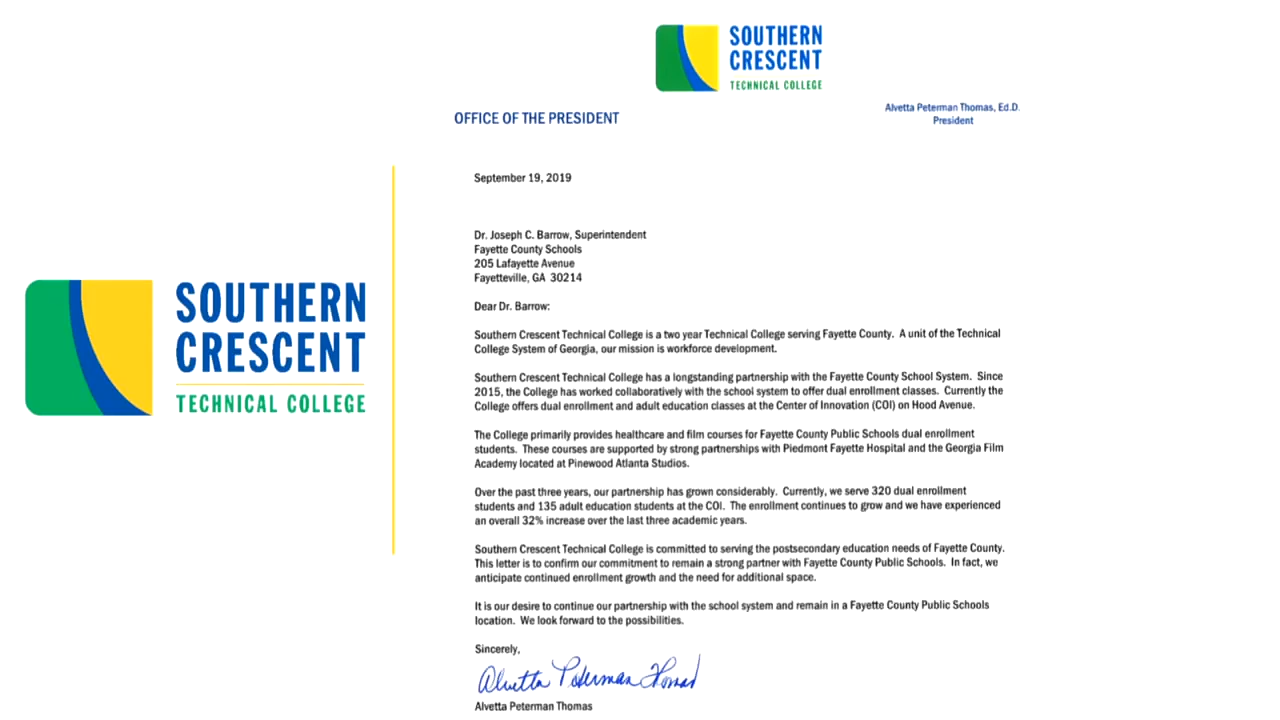 SOUTHERN
CRESCENT
TECHNICAL COLLEGE
SOUTHERN
CRESCENT
TECHNICAL COLLEGE
OFFICE OF THE PRESIDENT
Alvetta Peterman Thomas, Ed.D.
President
September 19, 2019
Dr. Joseph C. Barrow, Superintendent
Fayette County Schools
205 Lafayette Avenue
Fayetteville, GA 30214
Dear Dr. Barrow:
Southern Crescent Technical College is a two year Technical College serving Fayette County. A unit of the Technical
College System of Georgia, our mission is workforce development.
Southern Crescent Technical College has a longstanding partnership with the Fayette County School System. Since
2015, the College has worked collaboratively with the school system to offer dual enrollment classes. Currently the
College offers dual enrollment and adult education classes at the Center of Innovation (COI) on Hood Avenue.
The College primarily provides healthcare and film courses for Fayette County Public Schools dual enrollment
students. These courses are supported by strong partnerships with Piedmont Fayette Hospital and the Georgia Film
Academy located at Pinewood Atlanta Studios.
Over the past three years, our partnership has grown considerably. Currently, we serve 320 dual enrollment
students and 135 adult education students at the COI. The enrollment continues to grow and we have experienced
an overall 32% increase over the last three academic years.
Southern Crescent Technical College is committed to serving the postsecondary education needs of Fayette County.
This letter is to confirm our commitment to remain a strong partner with Fayette County Public Schools. In fact, we
anticipate continued enrollment growth and the need for additional space.
It is our desire to continue our partnership with the school system and remain in a Fayette County Public Schools
location. We look forward to the possibilities.
Sincerely,
Alvetta Peterman Thomas
Alvetta Peterman Thomas